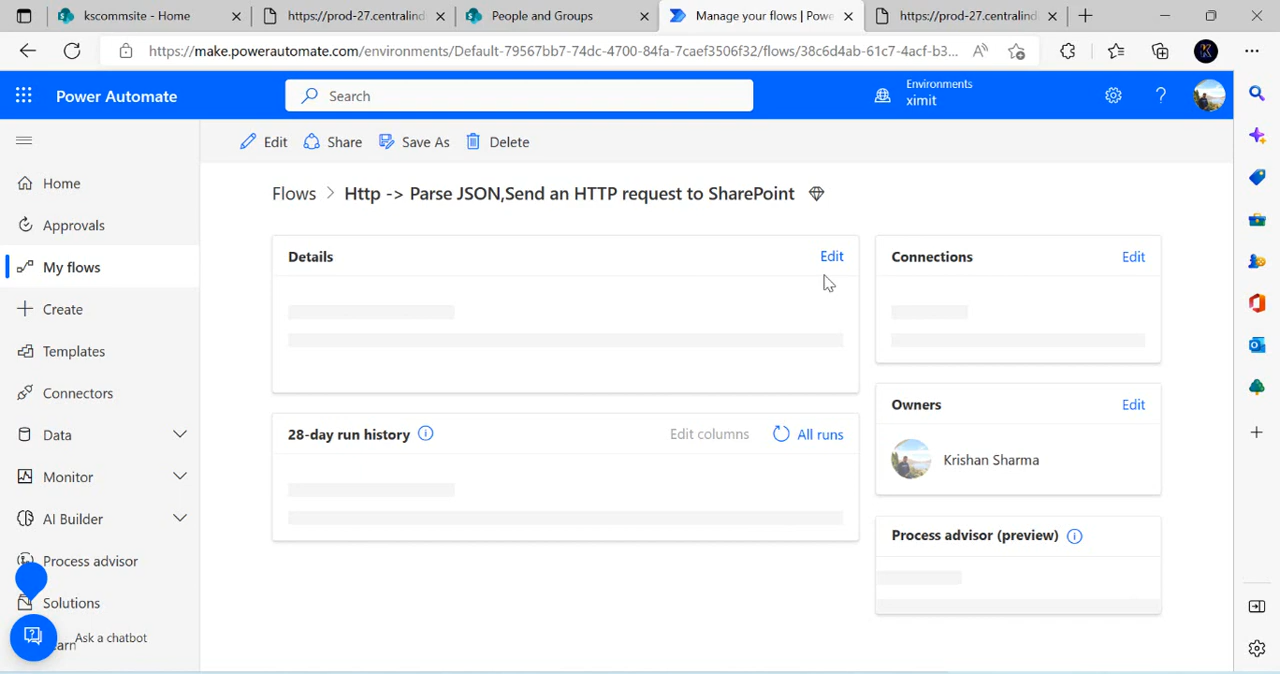 kscommsite - Home
https://prod-27.centralind
People and Groups
Manage your flows | Powe
https://prod-27.centralind
https://make.powerautomate.com/environments/Default-79567bb7-74dc-4700-84fa-7caef3506f32/flows/38c6d4ab-61c7-4acf-b3...
Power Automate
Search
Environments
ximit
Edit
Share
Save As
Delete
Home
Approvals
My flows
Create
Templates
Connectors
Data
Monitor
AI Builder
Process advisor
Solutions
earn
Ask a chatbot
Flows > Http -> Parse JSON,Send an HTTP request to SharePoint
Details
Edit
28-day run history
Edit columns
All runs
Connections
Edit
Owners
Edit
Krishan Sharma
Process advisor (preview)